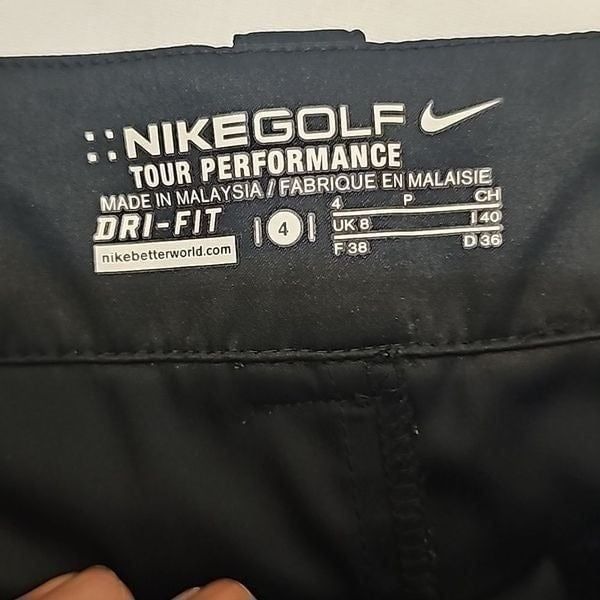 NIKEGOLF
TOUR PERFORMANCE
MADE IN MALAYSIA / FABRIQUE EN MALAISIE
DRI-FIT
nikebetterworld.com
4
4 P CH
UK 8 I 40
F 38 D 36